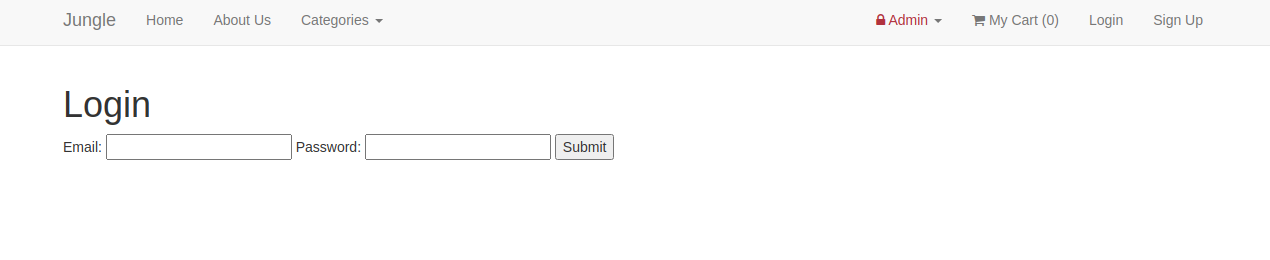 Jungle Home About Us Categories Admin My Cart (0) Login Sign Up
Login
Email: Password: Submit